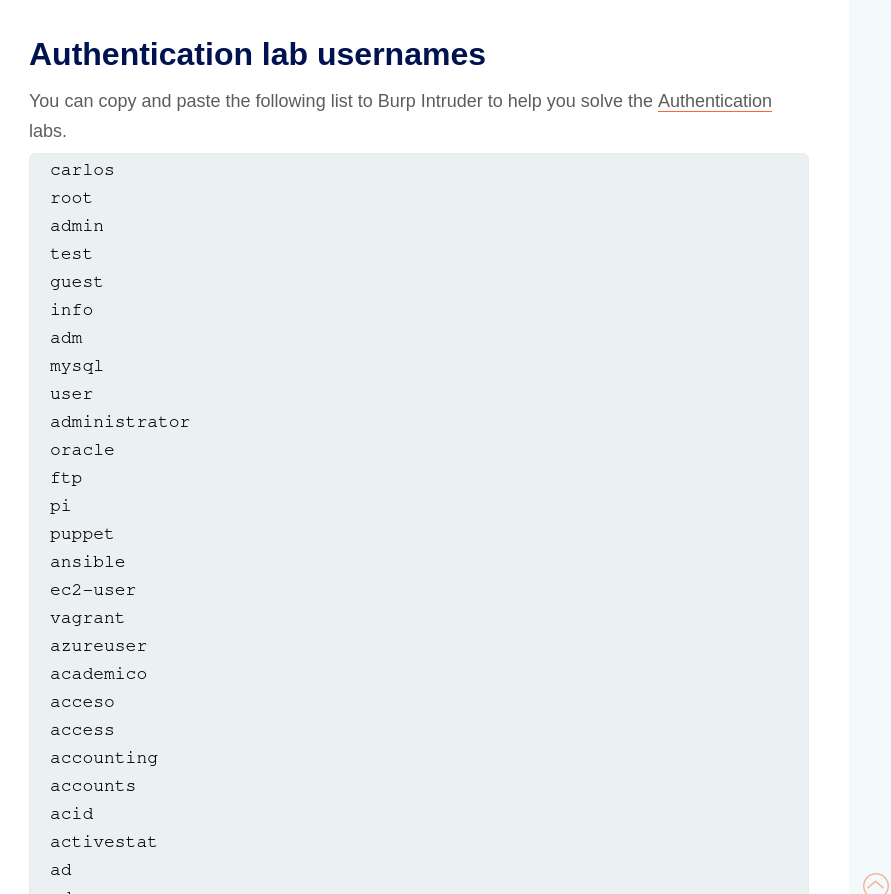 Authentication lab usernames
You can copy and paste the following list to Burp Intruder to help you solve the Authentication
labs.
carlos
root
admin
test
guest
info
adm
mysql
user
administrator
oracle
ftp
pi
puppet
ansible
ec2-user
vagrant
azureuser
academico
acceso
access
accounting
accounts
acid
activestat
ad